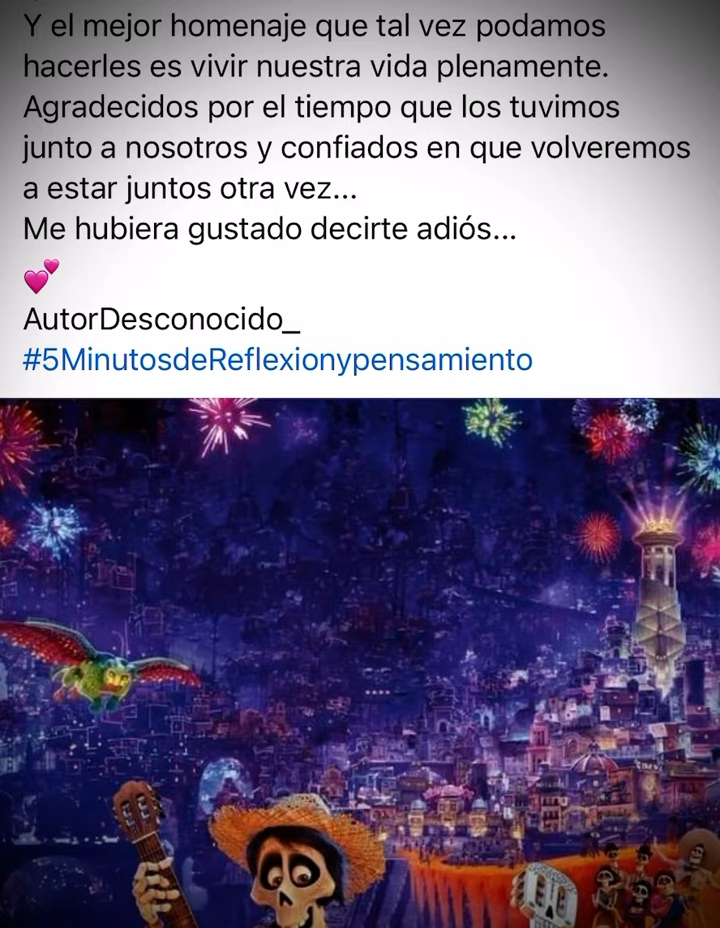 Y el mejor homenaje que tal vez podamos
hacerles es vivir nuestra vida plenamente.
Agradecidos por el tiempo que los tuvimos
junto a nosotros y confiados en que volveremos
a estar juntos otra vez...
Me hubiera gustado decirte adiós...
💕
AutorDesconocido_
#5MinutosdeReflexionypensamiento